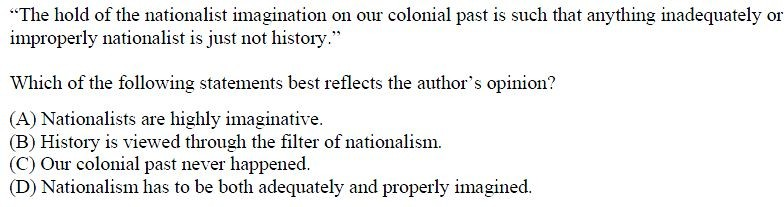 “The hold of the nationalist imagination on our colonial past is such that anything inadequately or
improperly nationalist is just not history.”
Which of the following statements best reflects the author’s opinion?
(A) Nationalists are highly imaginative.
(B) History is viewed through the filter of nationalism.
(C) Our colonial past never happened.
(D) Nationalism has to be both adequately and properly imagined.